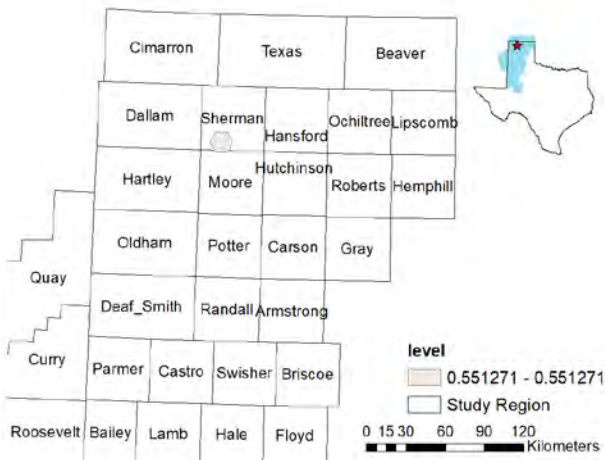 Cimarron Texas Beaver
Dallam Sherman Hansford Ochiltree Lipscomb
Hartley Moore Hutchinson Roberts Hemphill
Oldham Potter Carson Gray
Quay
Deaf_Smith Randall Armstrong
Curry Parmer Castro Swisher Briscoe
Roosevelt Bailey Lamb Hale Floyd
level
0.551271 - 0.551271
Study Region
0 15 30 60 90 120
Kilometers